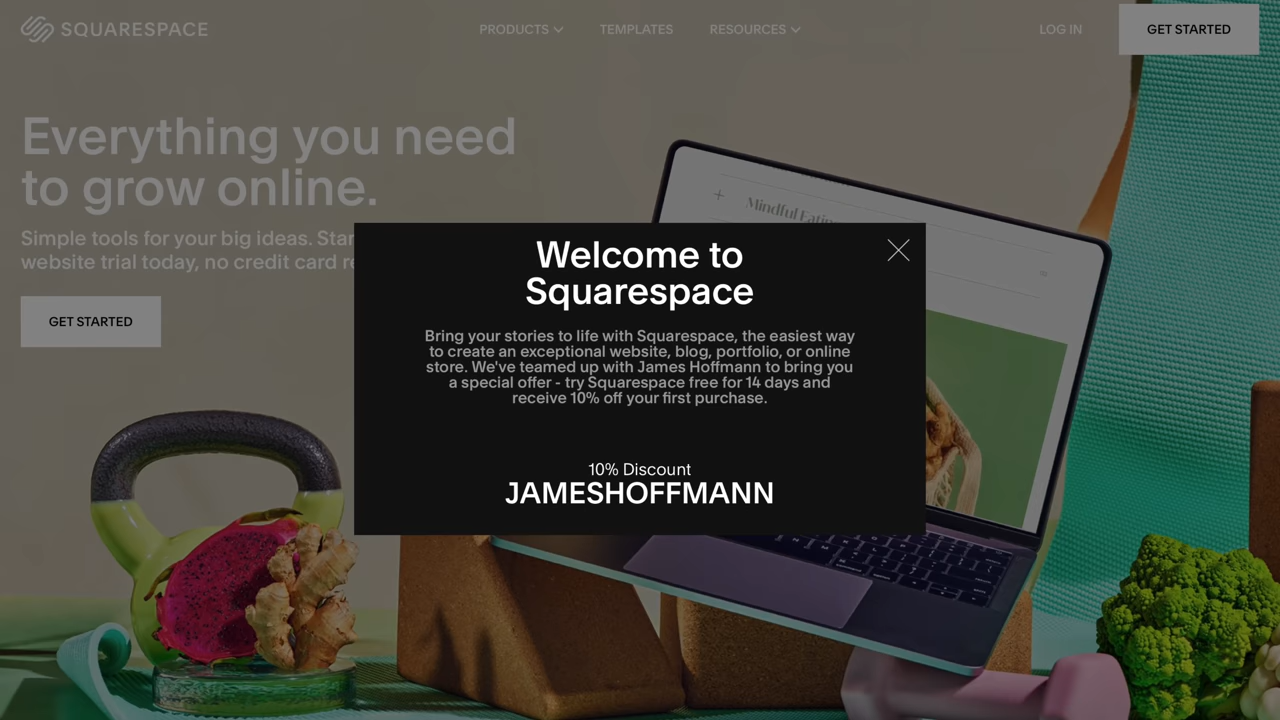 SQUARESPACE
PRODUCTS
TEMPLATES
RESOURCES
LOG IN
GET STARTED
Everything you need
to grow online.
Simple tools for your big ideas. Star
website trial today, no credit card re
GET STARTED
Mindful Eatin
Welcome to
Squarespace
Bring your stories to life with Squarespace, the easiest way
to create an exceptional website, blog, portfolio, or online
store. We've teamed up with James Hoffmann to bring you
a special offer - try Squarespace free for 14 days and
receive 10% off your first purchase.
10% Discount
JAMESHOFFMANN